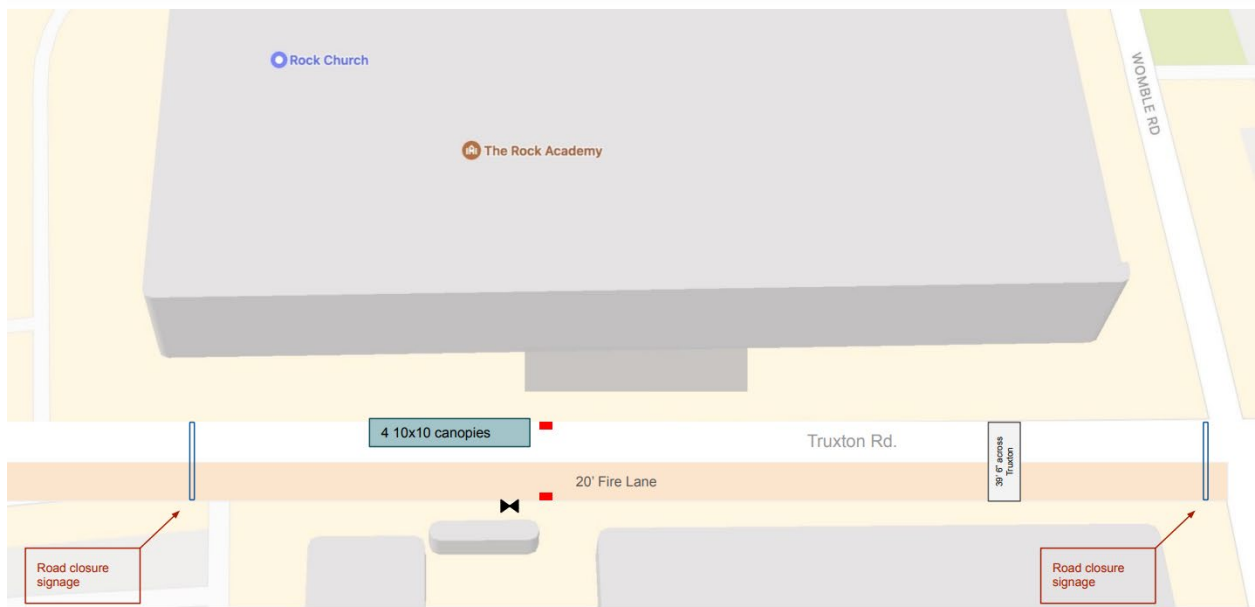 Rock Church
WOMBLE RD
The Rock Academy
4 10x10 canopies
Truxton Rd.
39' 6" across
Truxton
20' Fire Lane
Road closure
signage
Road closure
signage